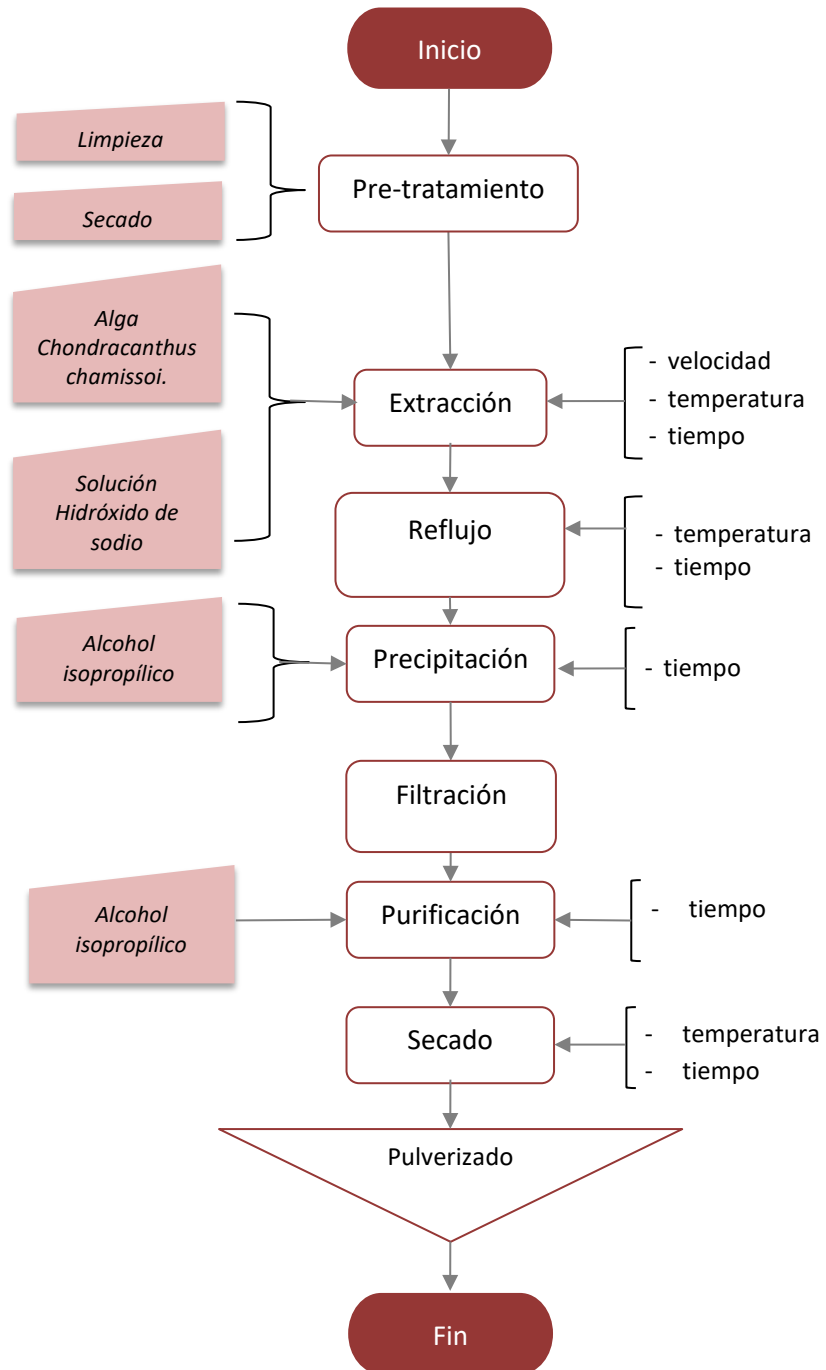 Inicio
Limpieza
Pre-tratamiento
Secado
Alga
Chondracanthus
chamissoi.
Extracción
- velocidad
- temperatura
- tiempo
Solución
Hidróxido de
sodio
Reflujo
- temperatura
- tiempo
Alcohol
isopropílico
Precipitación
- tiempo
Filtración
Alcohol
isopropílico
Purificación
- tiempo
Secado
- temperatura
- tiempo
Pulverizado
Fin